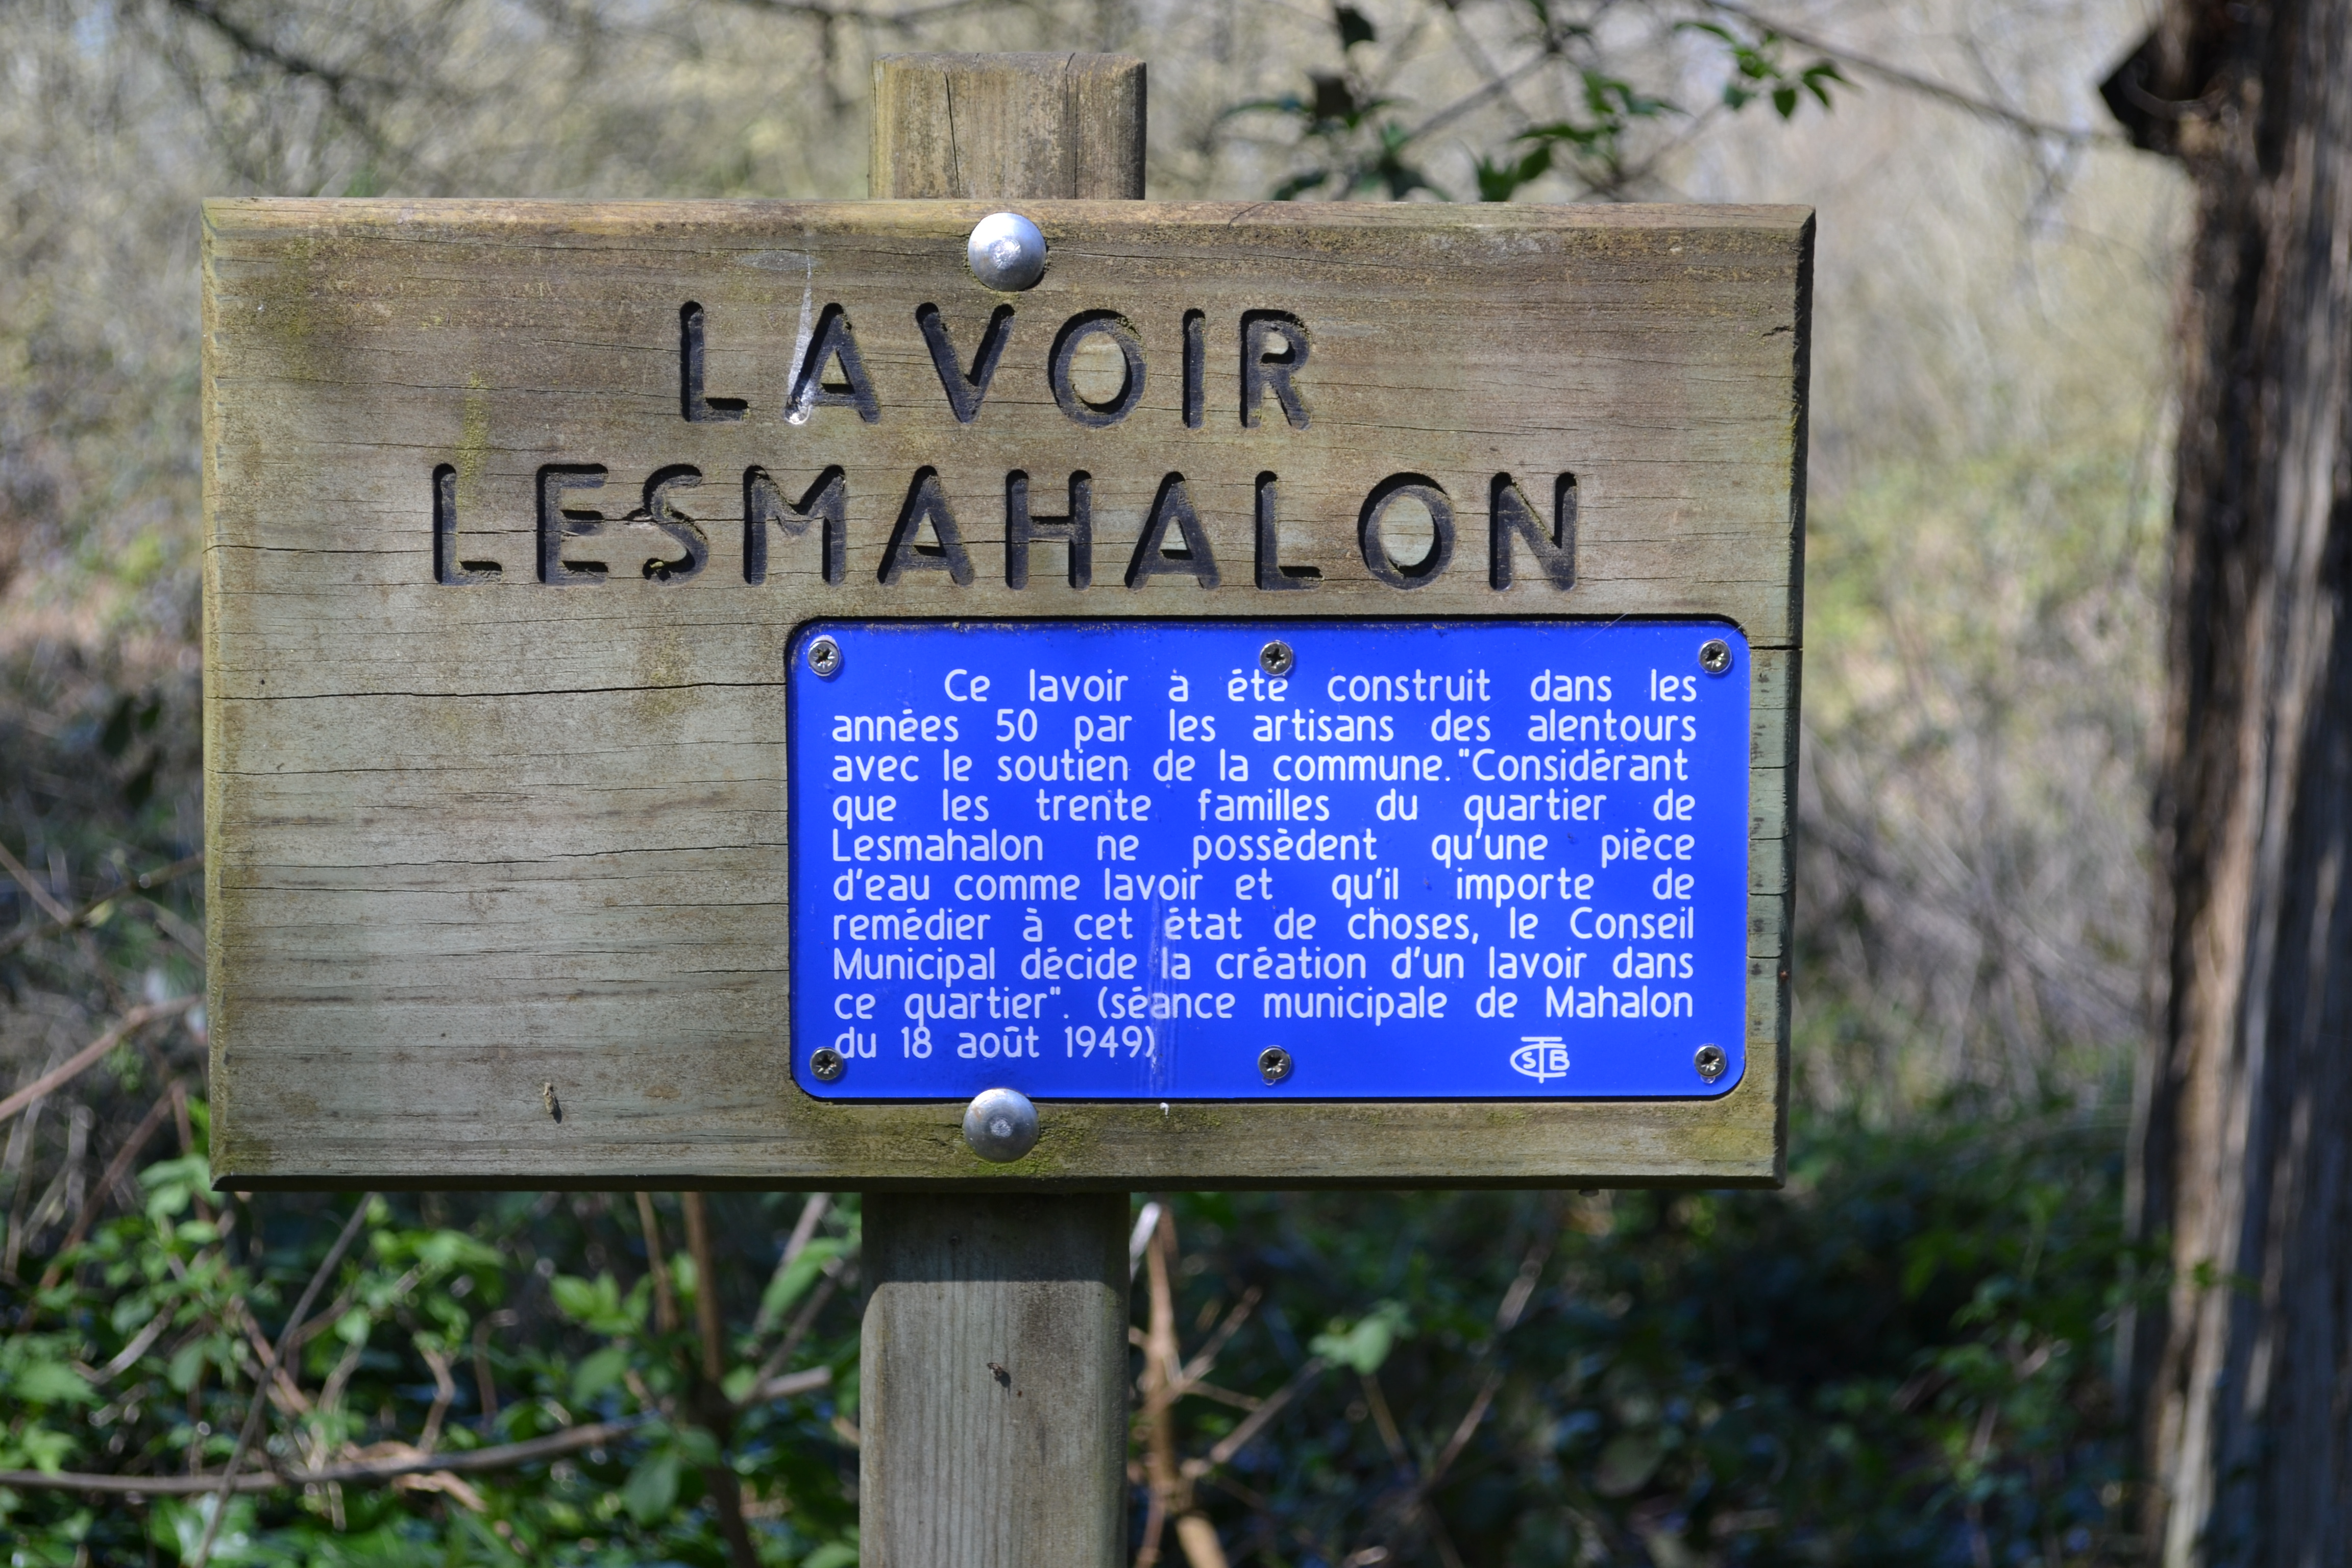 LAVOIR
LESMAHALON
Ce lavoir à été construit dans les
années 50 par les artisans des alentours
avec le soutien de la commune."Considérant
que les trente familles du quartier de
Lesmahalon ne possèdent qu'une pièce
d'eau comme lavoir et qu'il importe de
remédier à cet état de choses, le Conseil
Municipal décide la création d'un lavoir dans
ce quartier". (séance municipale de Mahalon
du 18 août 1949)